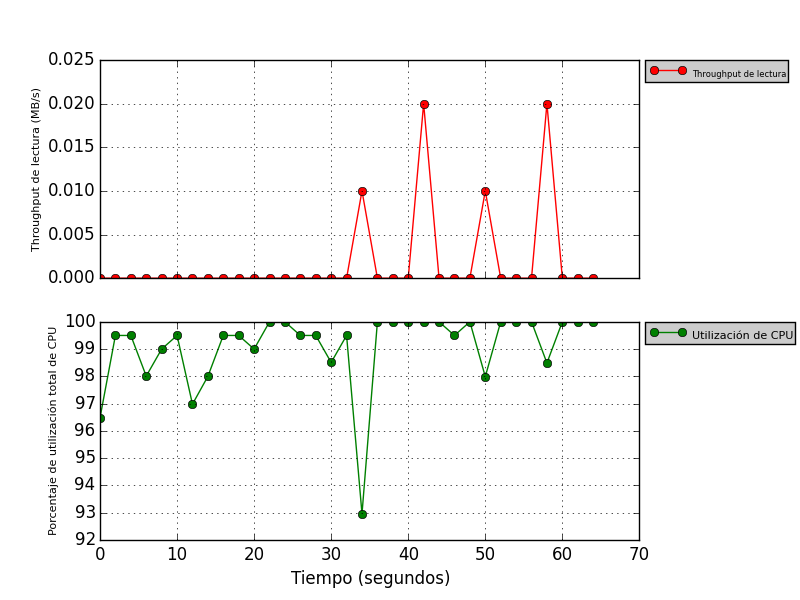 0.025
0.020
0.015
0.010
0.005
0.000
Throughput de lectura (MB/s)
Throughput de lectura
100
99
98
97
96
95
94
93
92
Porcentaje de utilización total de CPU
Utilización de CPU
0 10 20 30 40 50 60 70
Tiempo (segundos)